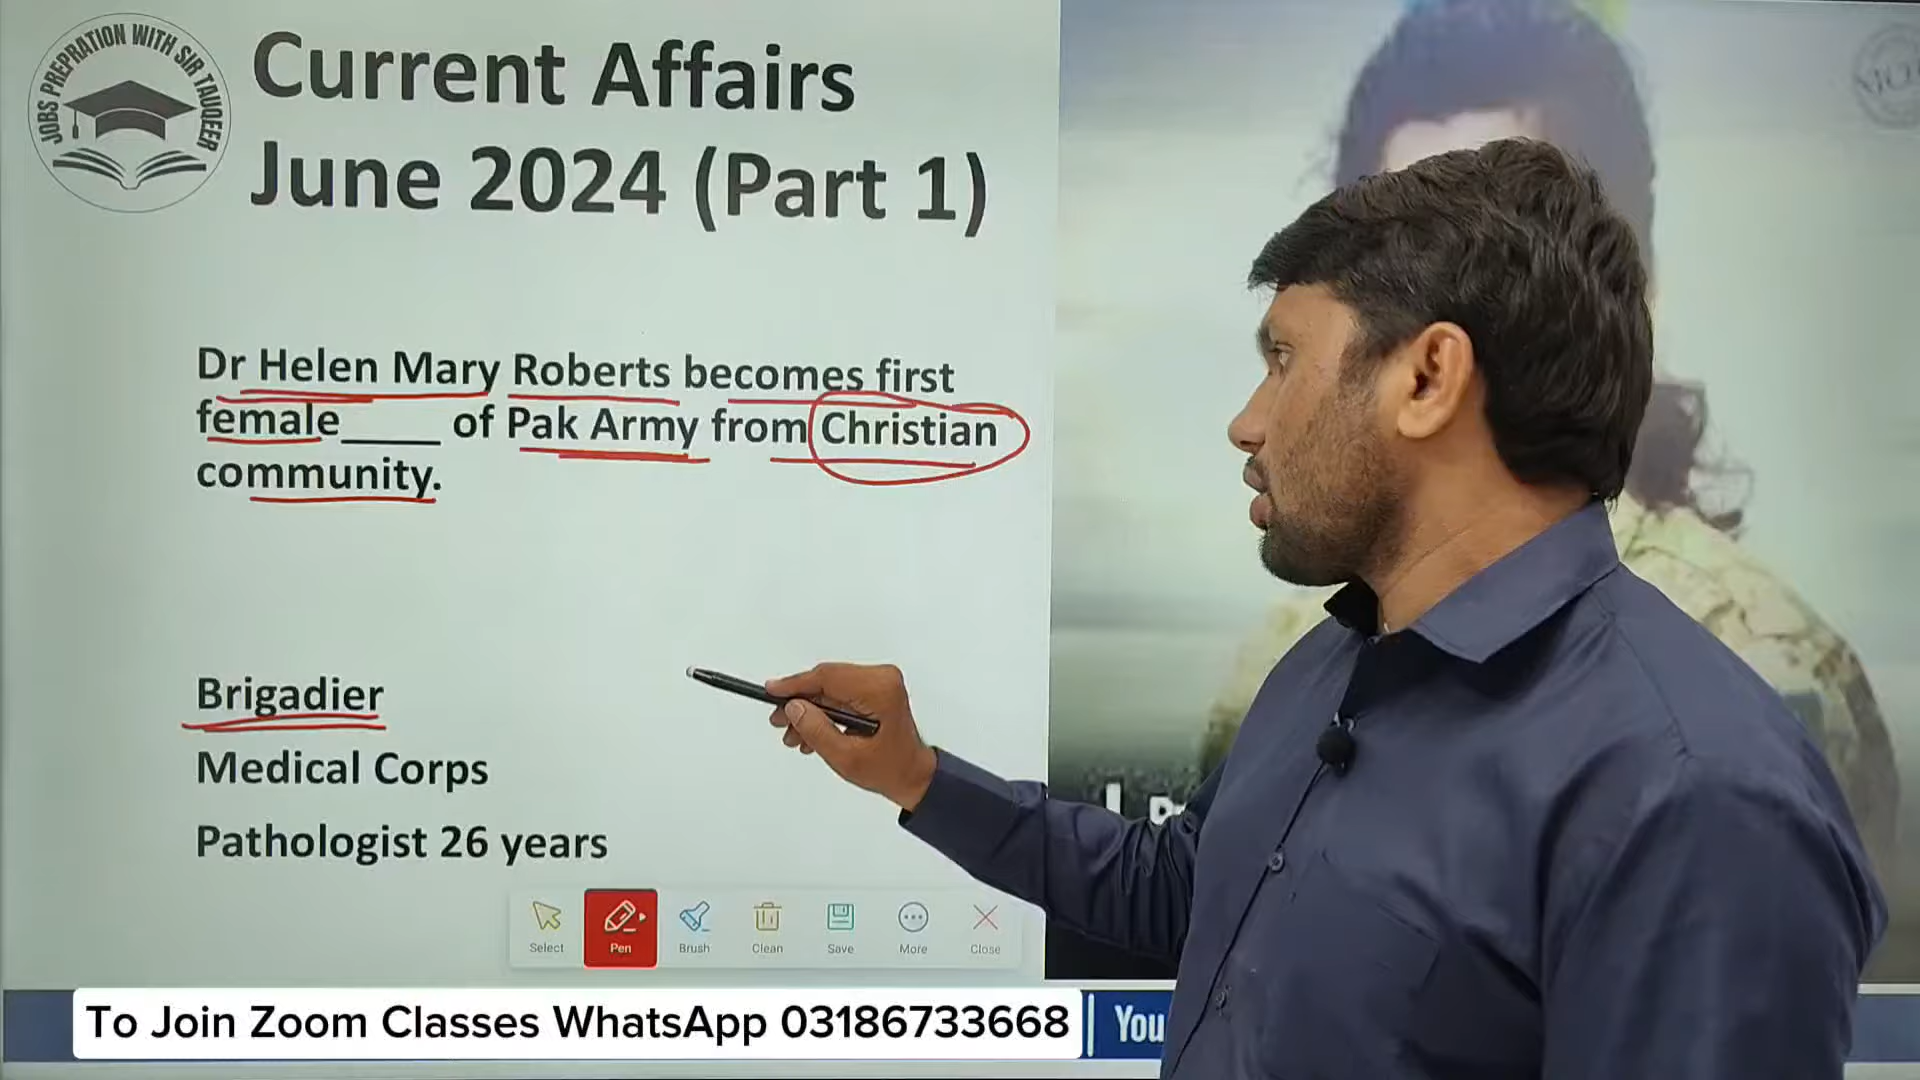 JOBS PREPRATION WITH SIR TAUQEER
Current Affairs
June 2024 (Part 1)
Dr Helen Mary Roberts becomes first
female____ of Pak Army from Christian
community.
Brigadier
Medical Corps
Pathologist 26 years
Select
Pen
Brush
Clean
Save
More
Close
To Join Zoom Classes WhatsApp 03186733668
You